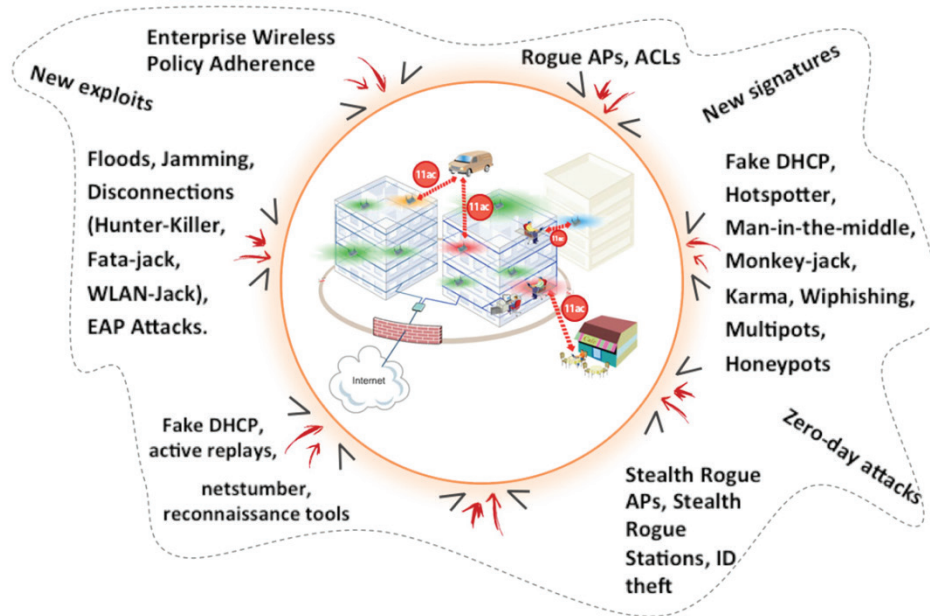 Enterprise Wireless
Policy Adherence
Rogue APs, ACLs
New exploits
New signatures
Floods, Jamming,
Disconnections
(Hunter-Killer,
Fata-jack,
WLAN-Jack),
EAP Attacks.
11ac
11ac
11ac
11ac
Internet
Fake DHCP,
Hotspotter,
Man-in-the-middle,
Monkey-jack,
Karma, Wiphishing,
Multipots,
Honeypots
Fake DHCP,
active replays,
netstumber,
reconnaissance tools
Stealth Rogue
APs, Stealth
Rogue
Stations, ID
theft
Zero-day attacks